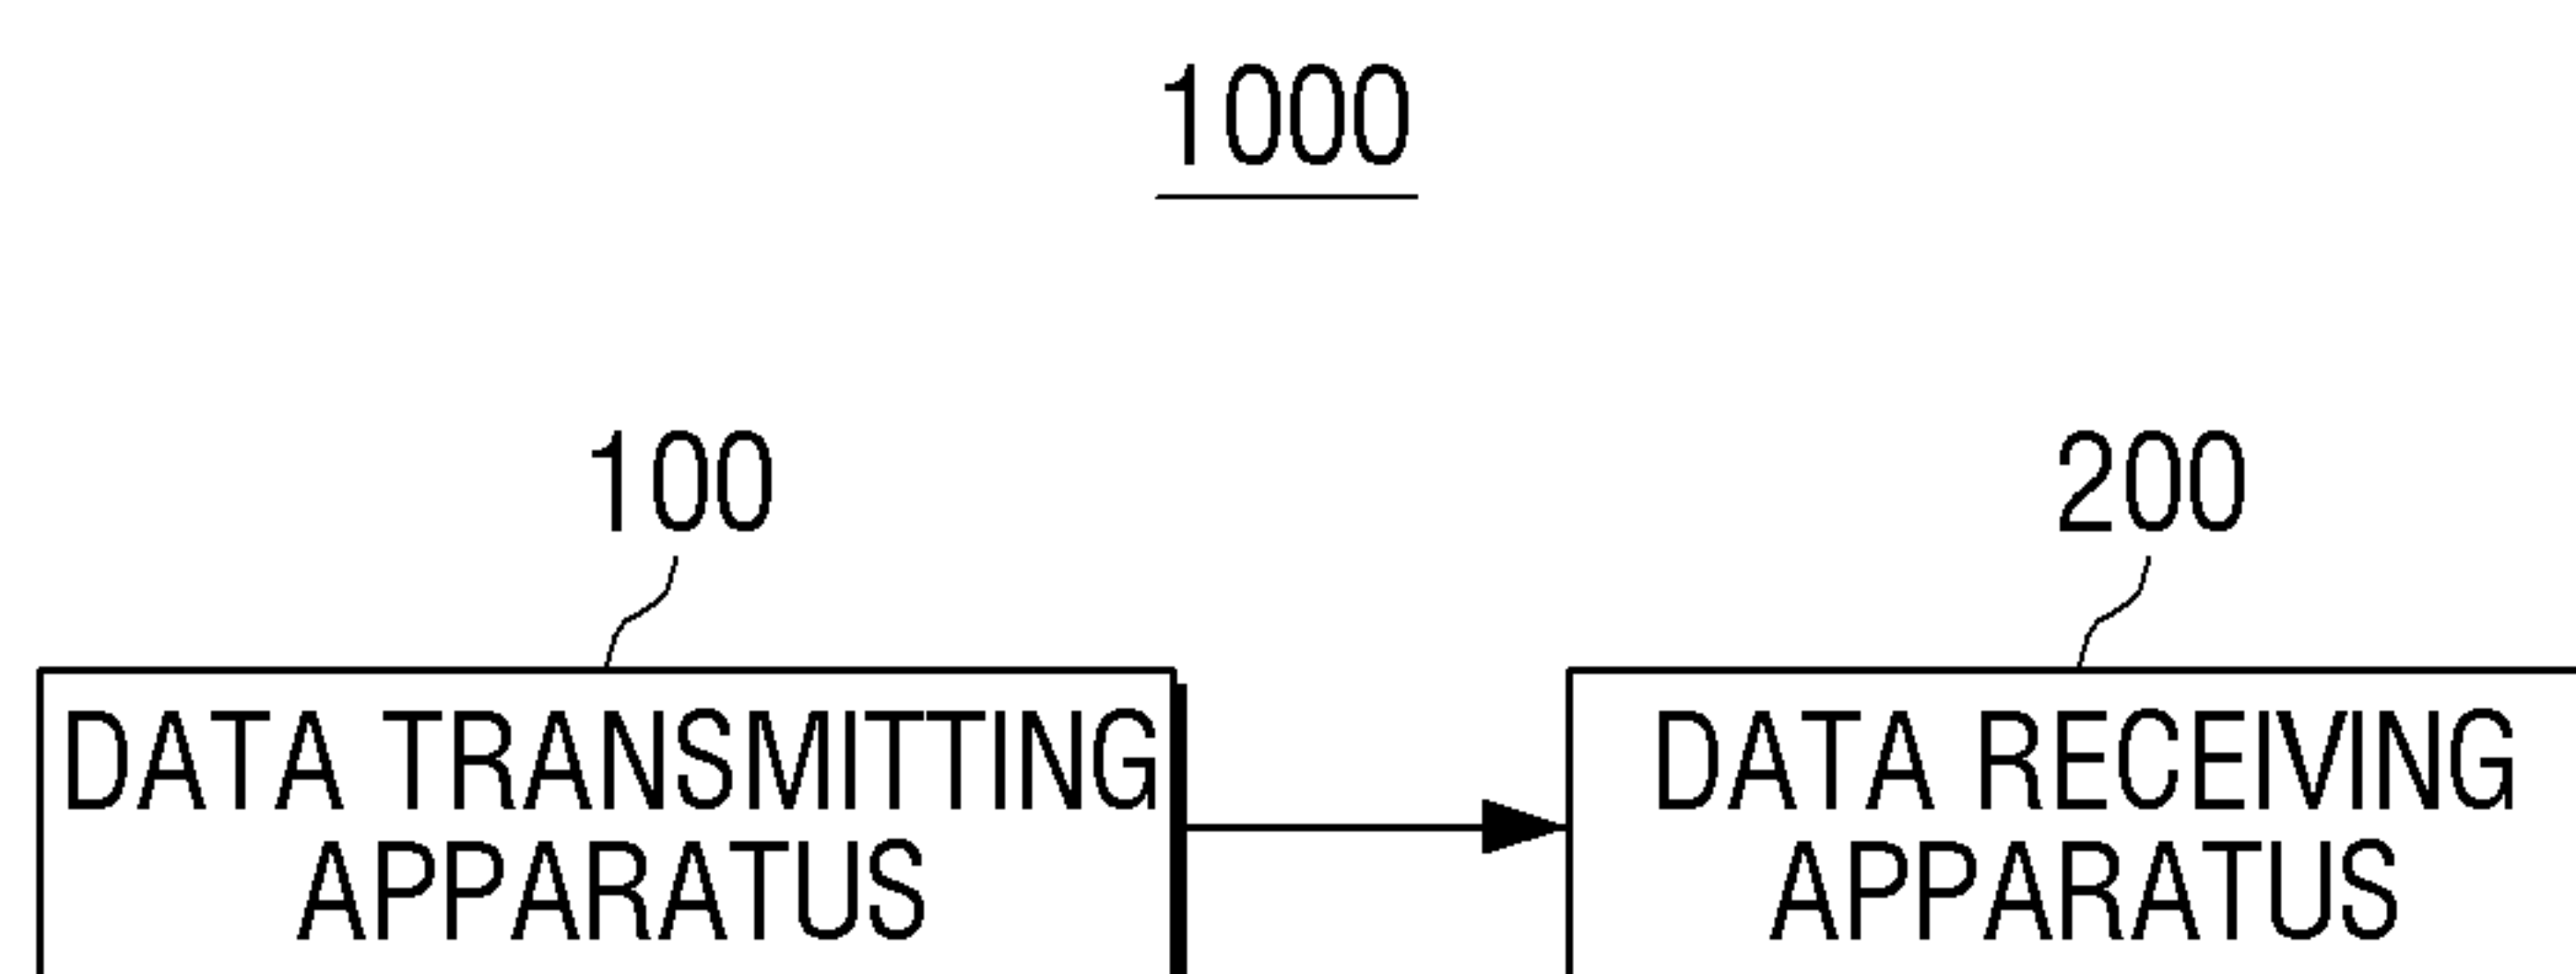 1000
100
200
DATA TRANSMITTING
APPARATUS
DATA RECEIVING
APPARATUS